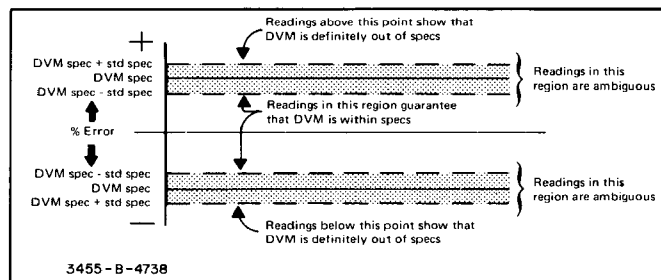 Readings above this point show that
DVM is definitely out of specs
+
DVM spec + std spec
DVM spec
DVM spec - std spec
Readings in this
region are ambiguous
Readings in this region guarantee
that DVM is within specs
% Error
DVM spec - std spec
DVM spec
DVM spec + std spec
Readings in this
region are ambiguous
—
Readings below this point show that
DVM is definitely out of specs
3455-B-4738